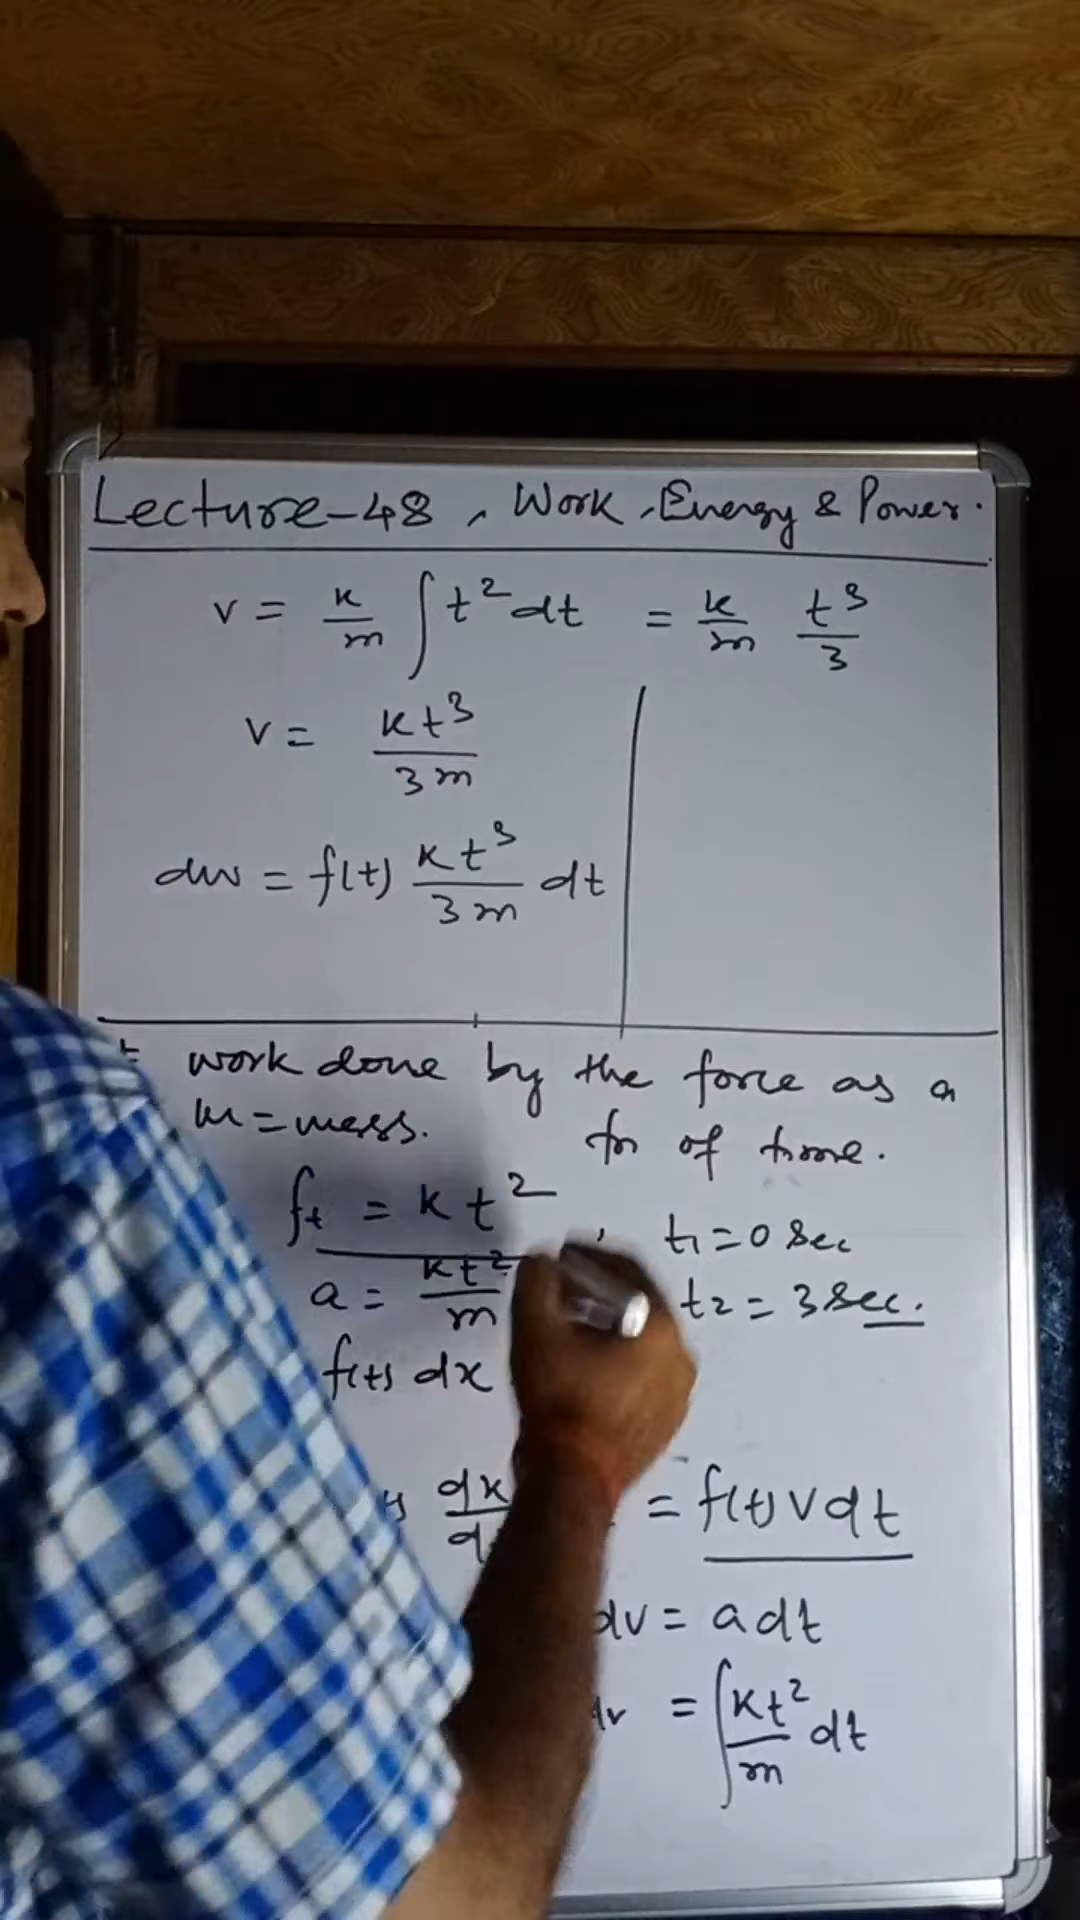 Lecture-48, Work, Energy & Power.
v = k/m ∫ t² dt = k/m t³/3
v = kt³/3m
dw = f(t) kt³/3m dt
work done by the force as a
m = mass. fn of time.
ft = kt², t1 = 0 sec
a = kt²/m t2 = 3 sec.
f(t) dx
dx = f(t) v dt
dv = a dt
= ∫ kt²/m dt